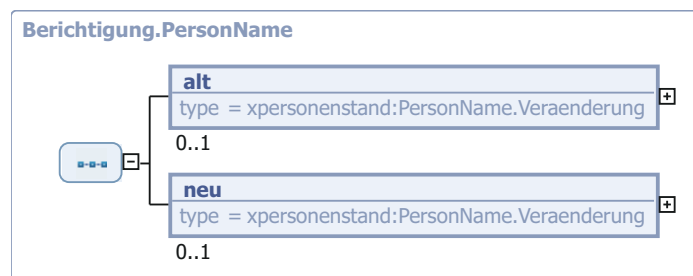 Berichtigung.PersonName
alt
type = xpersonenstand:PersonName.Veraenderung
0..1
neu
type = xpersonenstand:PersonName.Veraenderung
0..1